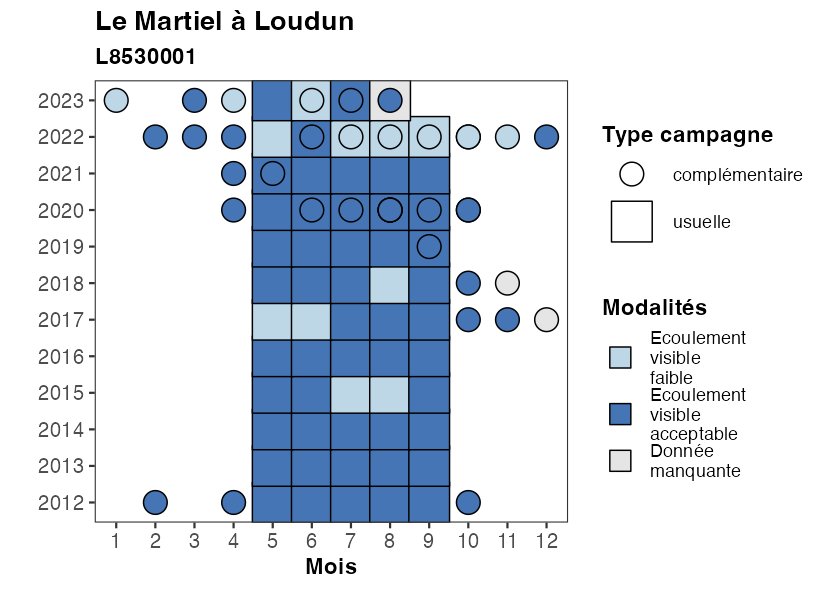 Le Martiel à Loudun
L8530001
2023
2022
2021
2020
2019
2018
2017
2016
2015
2014
2013
2012
1 2 3 4 5 6 7 8 9 10 11 12
Mois
Type campagne
complémentaire
usuelle
Modalités
Ecoulement
visible
faible
Ecoulement
visible
acceptable
Donnée
manquante